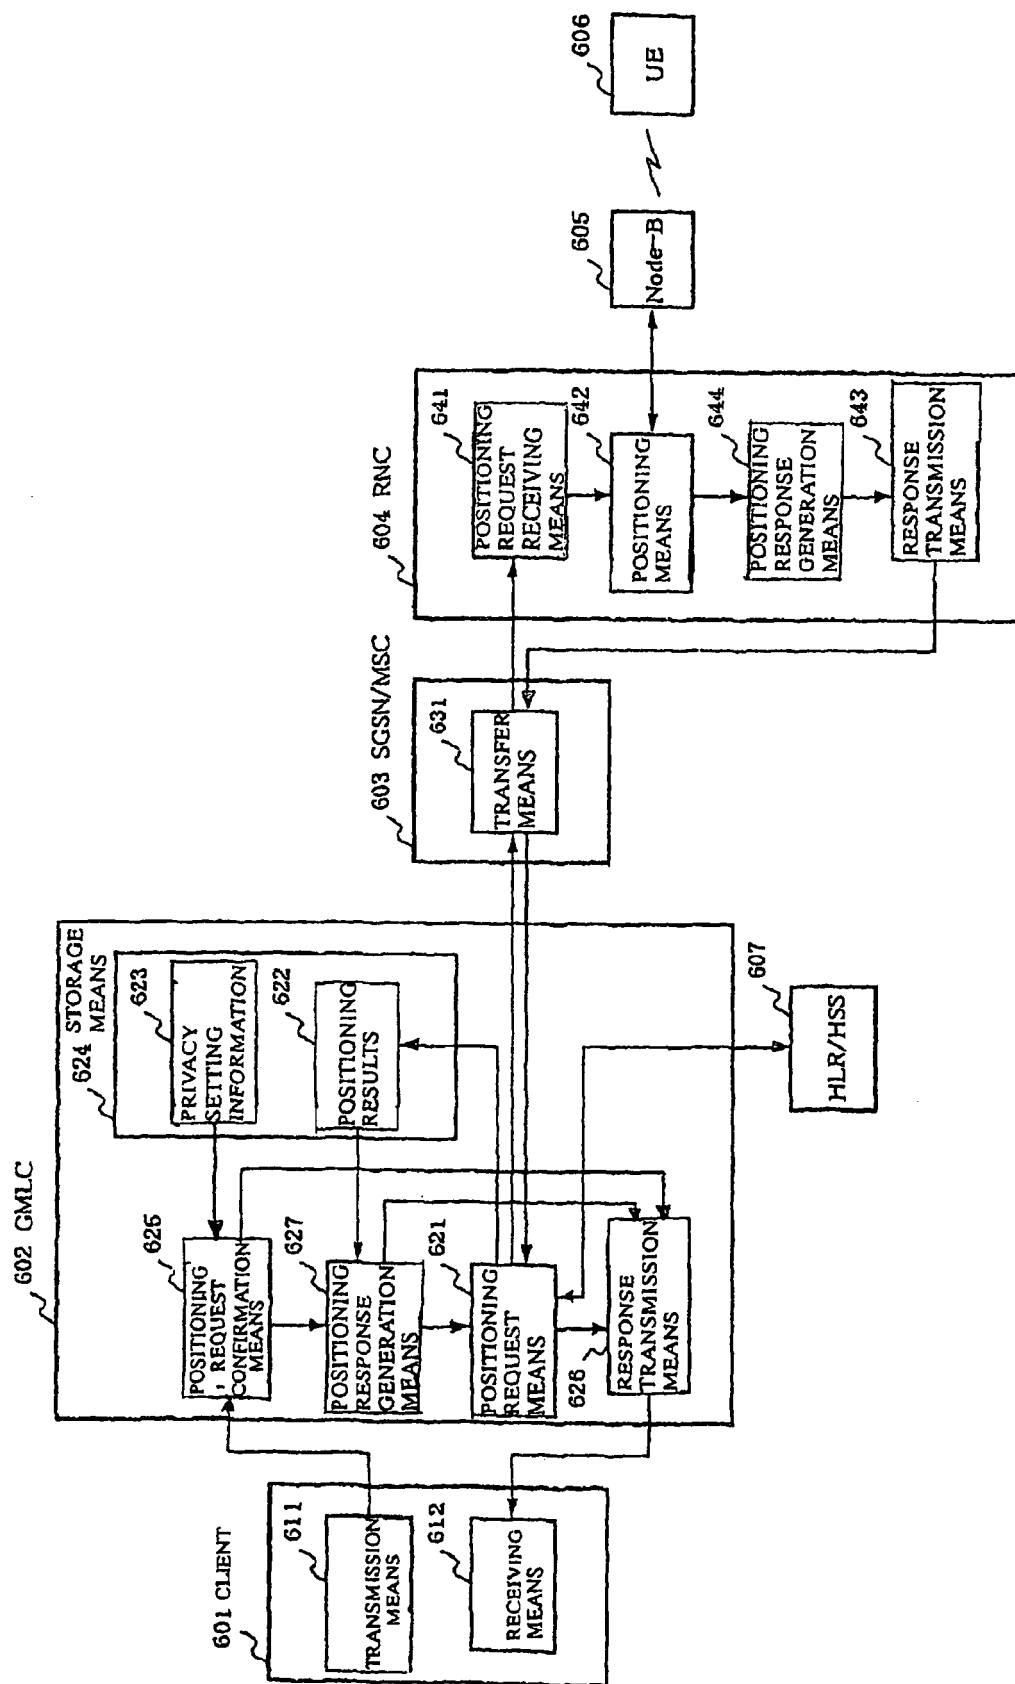 601 CLIENT
611
TRANSMISSION
MEANS
612
RECEIVING
MEANS
602 GMLC
625
POSITIONING
REQUEST
CONFIRMATION
MEANS
627
POSITIONING
RESPONSE
GENERATION
MEANS
621
POSITIONING
REQUEST
MEANS
626
RESPONSE
TRANSMISSION
MEANS
624 STORAGE
MEANS
623
PRIVACY
SETTING
INFORMATION
622
POSITIONING
RESULTS
607
HLR/HSS
603 SGSN/MSC
631
TRANSFER
MEANS
604 RNC
641
POSITIONING
REQUEST
RECEIVING
MEANS
642
POSITIONING
MEANS
644
POSITIONING
RESPONSE
GENERATION
MEANS
643
RESPONSE
TRANSMISSION
MEANS
605
Node-B
606
UE